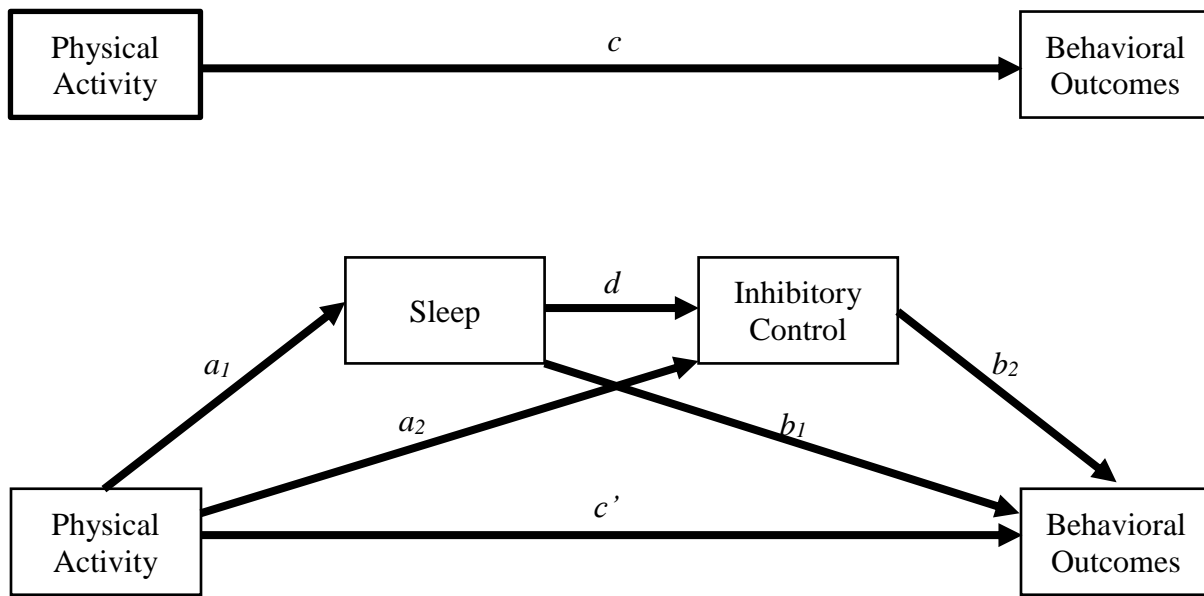 Physical
Activity
c
Behavioral
Outcomes
Sleep
d
Inhibitory
Control
a1
a2
b1
b2
Physical
Activity
c’
Behavioral
Outcomes